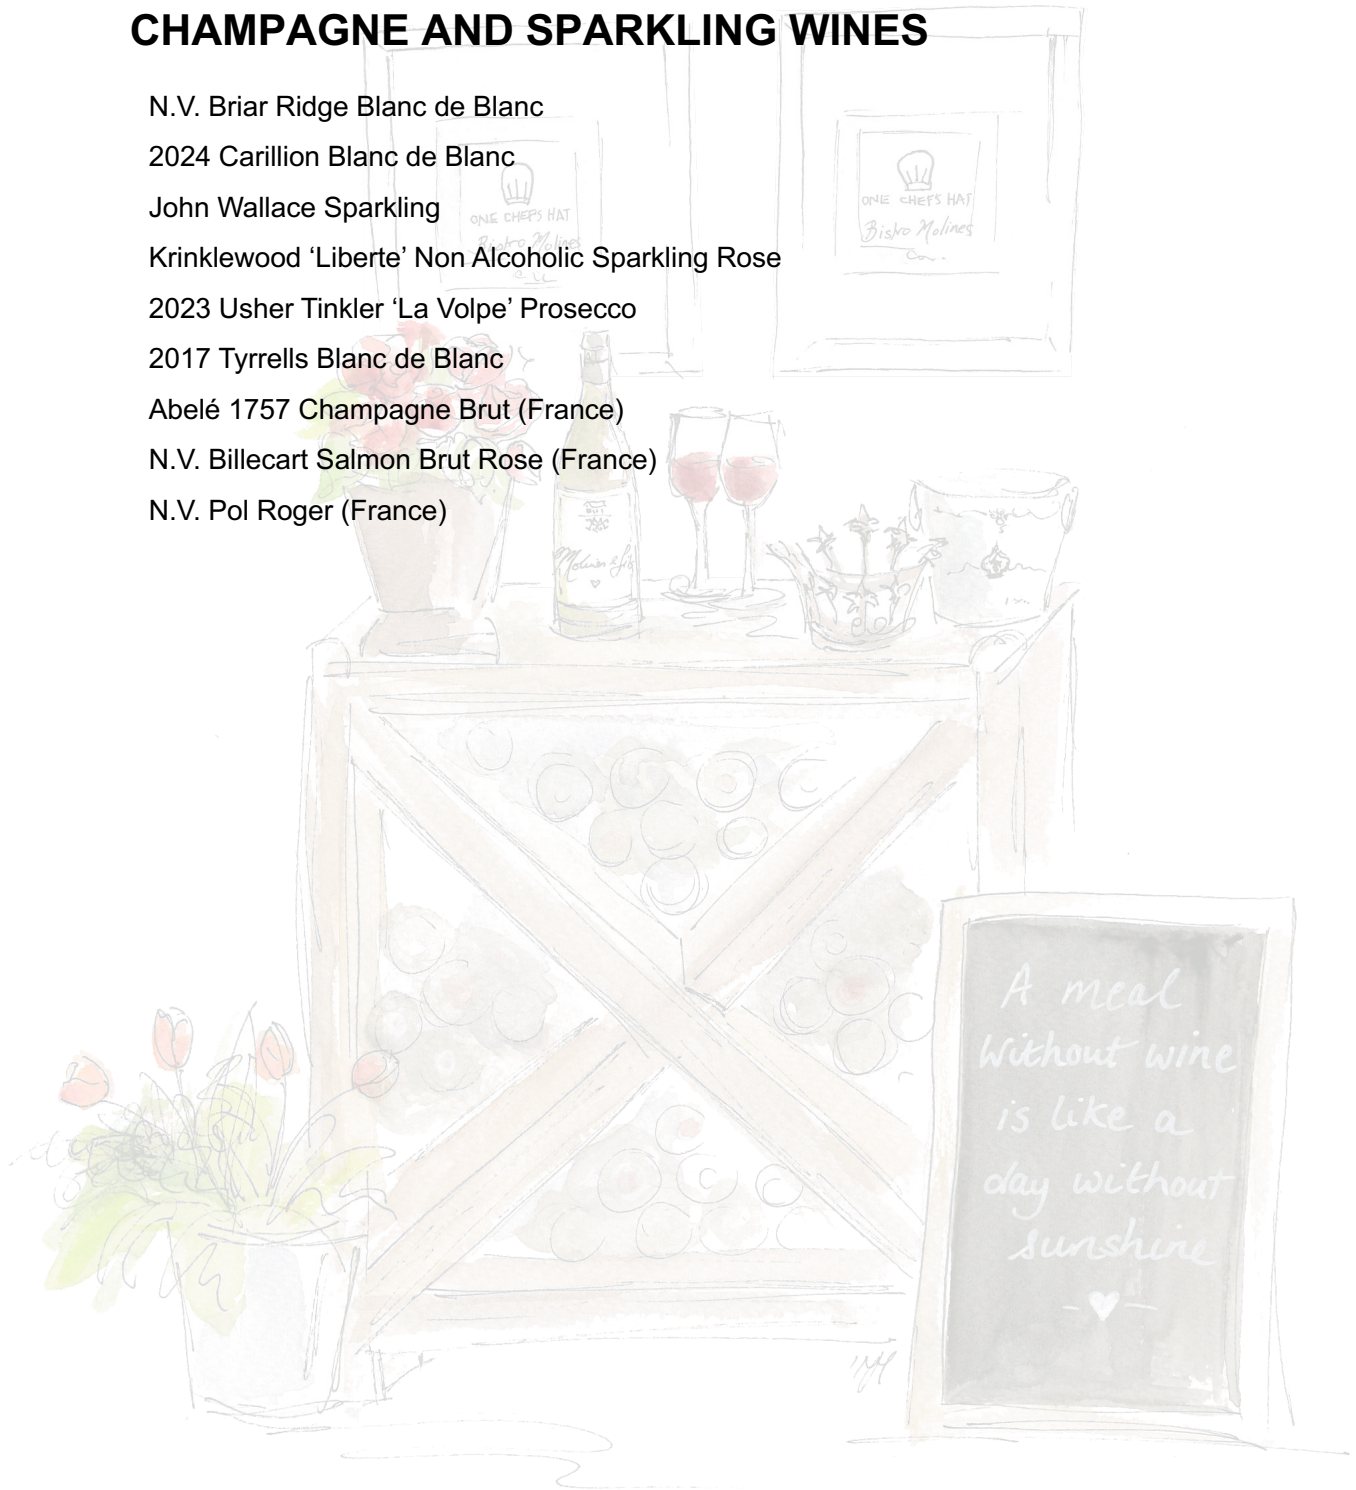 CHAMPAGNE AND SPARKLING WINES
N.V. Briar Ridge Blanc de Blanc
2024 Carillion Blanc de Blanc
John Wallace Sparkling
Krinklewood ‘Liberte’ Non Alcoholic Sparkling Rose
2023 Usher Tinkler ‘La Volpe’ Prosecco
2017 Tyrrells Blanc de Blanc
Abelé 1757 Champagne Brut (France)
N.V. Billecart Salmon Brut Rose (France)
N.V. Pol Roger (France)
ONE CHEFS HAT
Bistro Molines
ONE CHEFS HAT
Bistro Molines
A meal
without wine
is like a
day without
sunshine